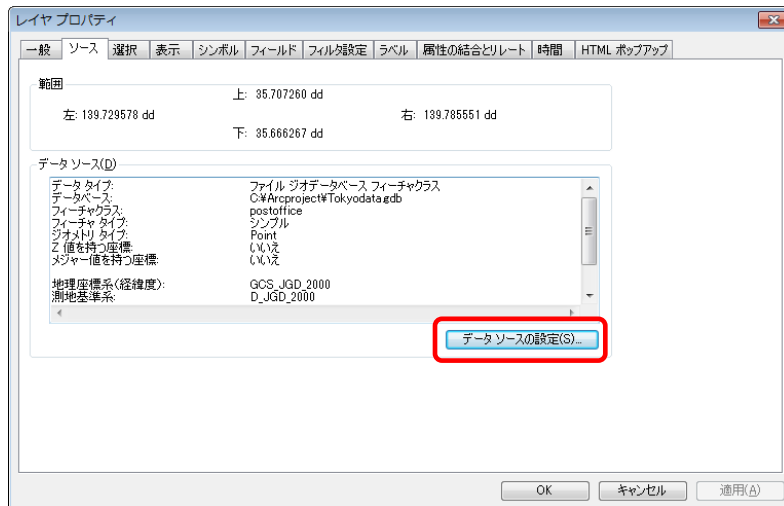 レイヤ プロパティ
一般 ソース 選択 表示 シンボル フィールド フィルタ設定 ラベル 属性の結合とリレート 時間 HTML ポップアップ
範囲
上: 35.707260 dd
左: 139.729578 dd 右: 139.785551 dd
下: 35.666267 dd
データ ソース(D)
データ タイプ: ファイル ジオデータベース フィーチャクラス
データベース: C:¥Arcproject¥Tokyodata.gdb
フィーチャクラス: postoffice
フィーチャ タイプ: シンプル
ジオメトリ タイプ: Point
Z 値を持つ座標: いいえ
メジャー値を持つ座標: いいえ
地理座標系(経緯度): GCS_JGD_2000
測地基準系: D_JGD_2000
データ ソースの設定(S)...
OK キャンセル 適用(A)